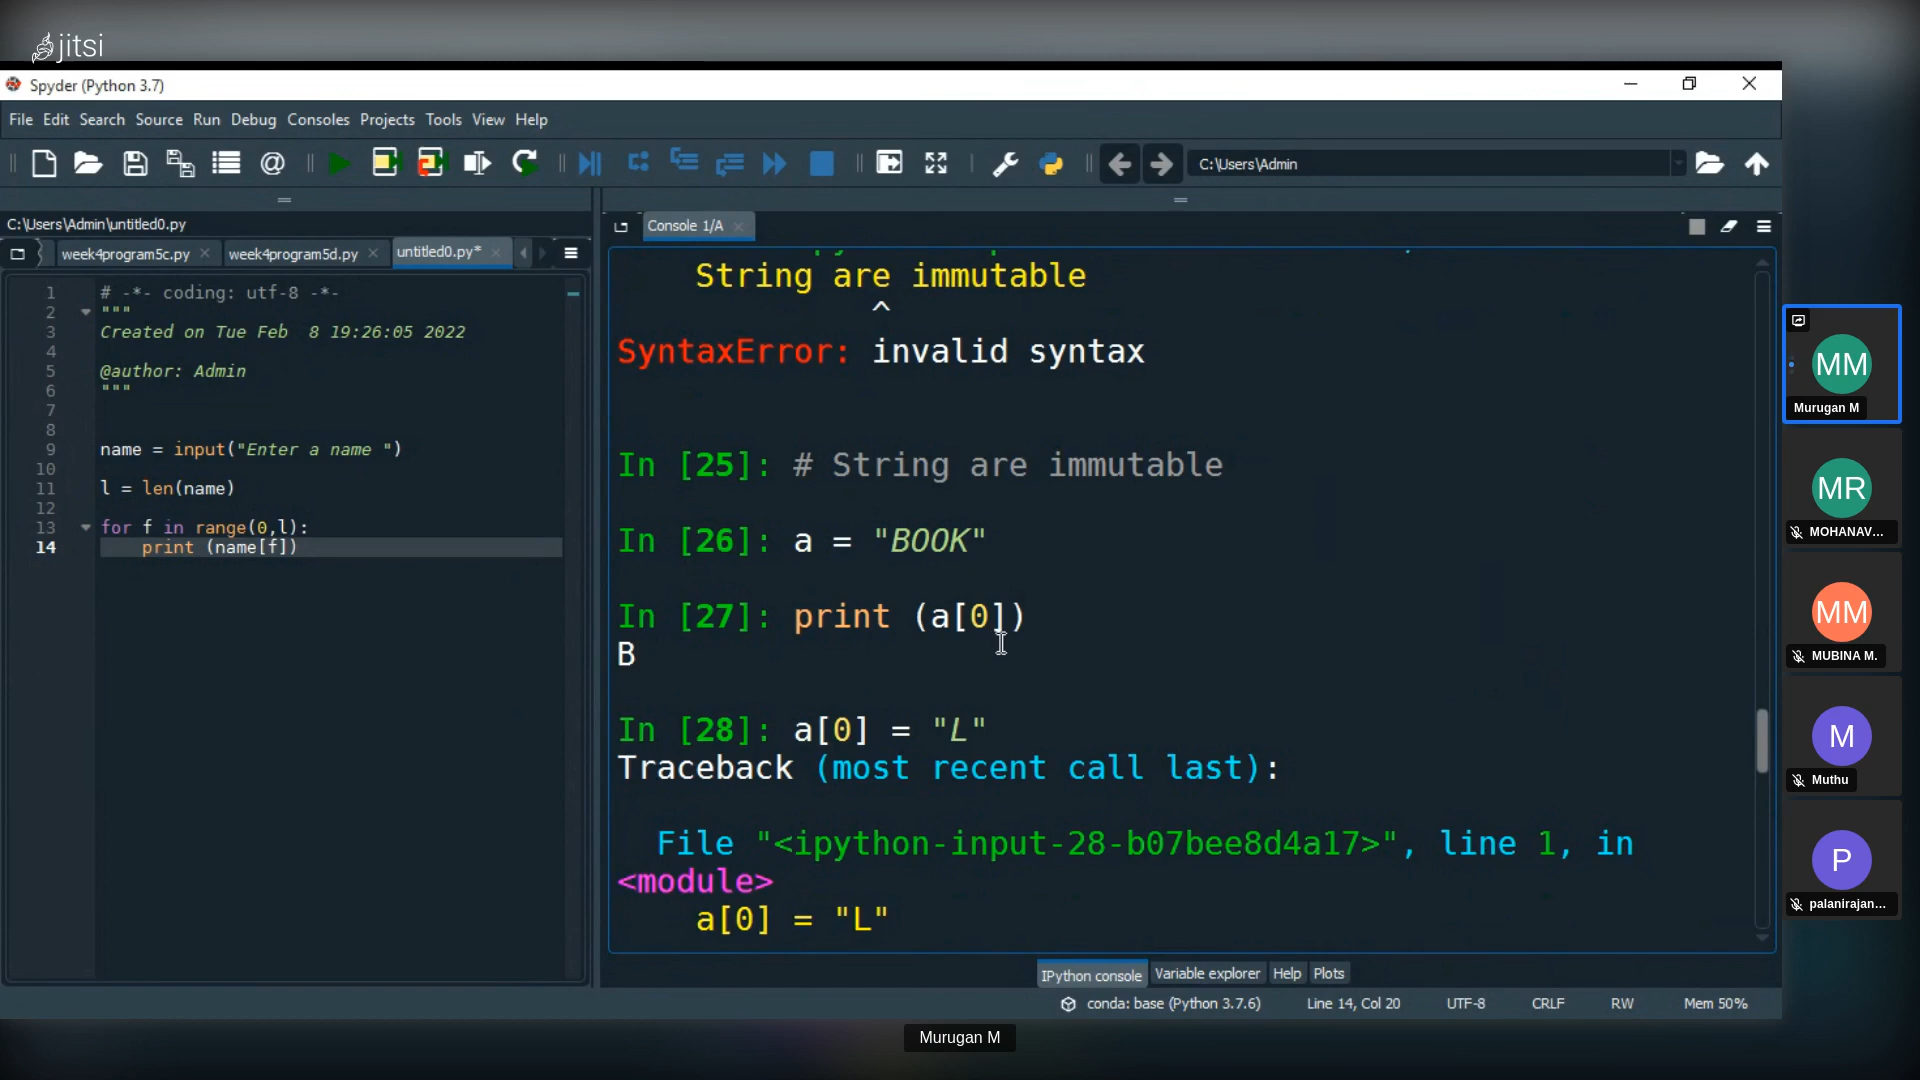 jitsi
Spyder (Python 3.7)
File Edit Search Source Run Debug Consoles Projects Tools View Help
C:\Users\Admin
C:\Users\Admin\untitled0.py
week4program5c.py week4program5d.py untitled0.py*
1 # -*- coding: utf-8 -*-
2 """
3 Created on Tue Feb  8 19:26:05 2022
4
5 @author: Admin
6 """
7
8
9 name = input("Enter a name ")
10
11 l = len(name)
12
13 for f in range(0,l):
14     print (name[f])
Console 1/A
String are immutable
^
SyntaxError: invalid syntax
In [25]: # String are immutable
In [26]: a = "BOOK"
In [27]: print (a[0])
B
In [28]: a[0] = "L"
Traceback (most recent call last):
File "<ipython-input-28-b07bee8d4a17>", line 1, in
<module>
a[0] = "L"
IPython console Variable explorer Help Plots
conda: base (Python 3.7.6) Line 14, Col 20 UTF-8 CRLF RW Mem 50%
MM
Murugan M
MR
MOHANAV...
MM
MUBINA M.
M
Muthu
P
palanirajan...
Murugan M